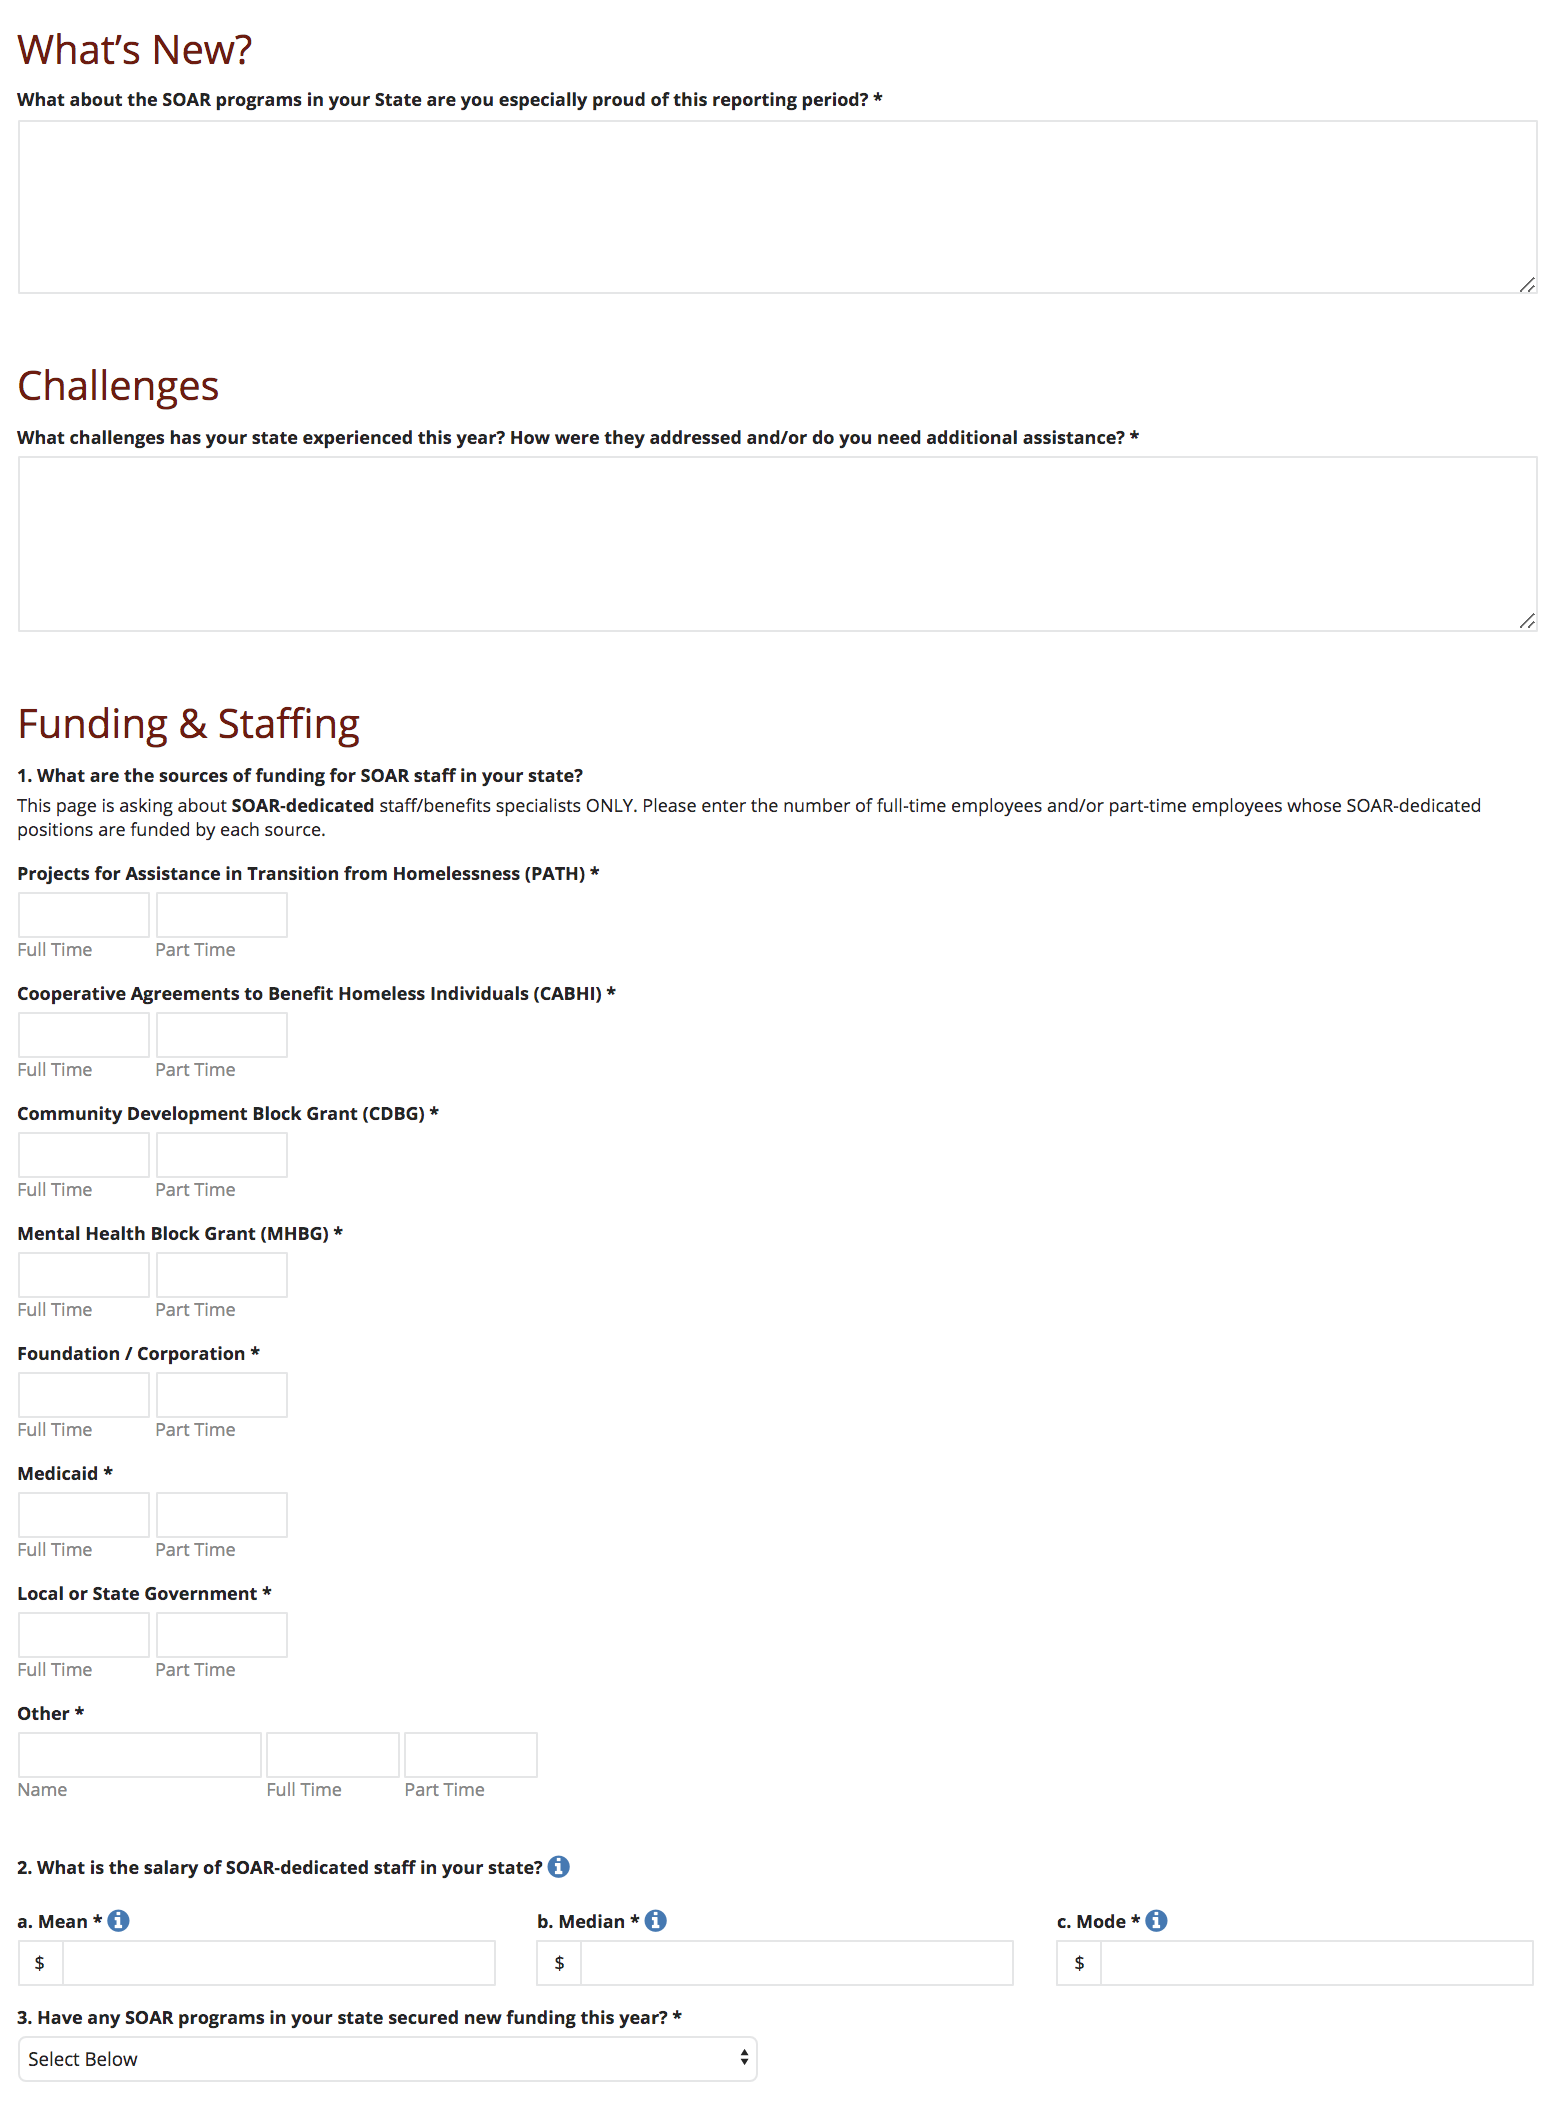 What’s New?
What about the SOAR programs in your State are you especially proud of this reporting period? *
Challenges
What challenges has your state experienced this year? How were they addressed and/or do you need additional assistance? *
Funding & Staffing
1. What are the sources of funding for SOAR staff in your state?
This page is asking about SOAR-dedicated staff/benefits specialists ONLY. Please enter the number of full-time employees and/or part-time employees whose SOAR-dedicated
positions are funded by each source.
Projects for Assistance in Transition from Homelessness (PATH) *
Full Time Part Time
Cooperative Agreements to Benefit Homeless Individuals (CABHI) *
Full Time Part Time
Community Development Block Grant (CDBG) *
Full Time Part Time
Mental Health Block Grant (MHBG) *
Full Time Part Time
Foundation / Corporation *
Full Time Part Time
Medicaid *
Full Time Part Time
Local or State Government *
Full Time Part Time
Other *
Name Full Time Part Time
2. What is the salary of SOAR-dedicated staff in your state?
a. Mean * b. Median * c. Mode *
$ $ $
3. Have any SOAR programs in your state secured new funding this year? *
Select Below